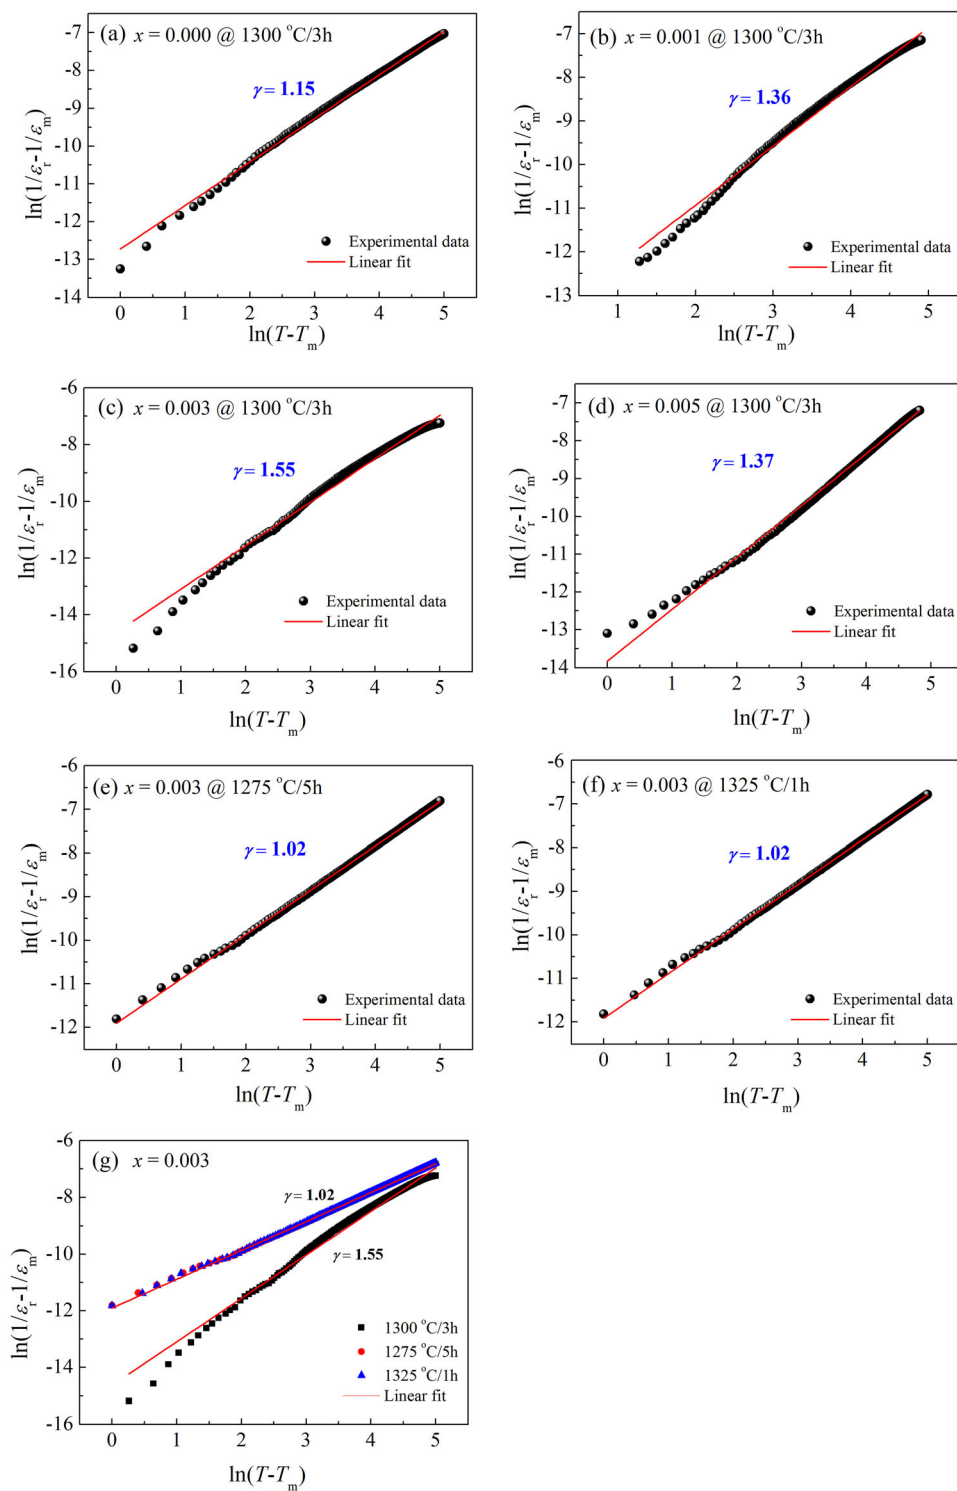 (a) x = 0.000 @ 1300 °C/3h
γ = 1.15
Experimental data
Linear fit
-7
-8
-9
-10
-11
-12
-13
-14
0 1 2 3 4 5
ln(1/εr-1/εm)
ln(T-Tm)
(b) x = 0.001 @ 1300 °C/3h
γ = 1.36
Experimental data
Linear fit
-7
-8
-9
-10
-11
-12
-13
1 2 3 4 5
ln(1/εr-1/εm)
ln(T-Tm)
(c) x = 0.003 @ 1300 °C/3h
γ = 1.55
Experimental data
Linear fit
-6
-8
-10
-12
-14
-16
0 1 2 3 4 5
ln(1/εr-1/εm)
ln(T-Tm)
(d) x = 0.005 @ 1300 °C/3h
γ = 1.37
Experimental data
Linear fit
-7
-8
-9
-10
-11
-12
-13
-14
0 1 2 3 4 5
ln(1/εr-1/εm)
ln(T-Tm)
(e) x = 0.003 @ 1275 °C/5h
γ = 1.02
Experimental data
Linear fit
-6
-7
-8
-9
-10
-11
-12
0 1 2 3 4 5
ln(1/εr-1/εm)
ln(T-Tm)
(f) x = 0.003 @ 1325 °C/1h
γ = 1.02
Experimental data
Linear fit
-6
-7
-8
-9
-10
-11
-12
0 1 2 3 4 5
ln(1/εr-1/εm)
ln(T-Tm)
(g) x = 0.003
γ = 1.02
γ = 1.55
1300 °C/3h
1275 °C/5h
1325 °C/1h
Linear fit
-6
-8
-10
-12
-14
-16
0 1 2 3 4 5
ln(1/εr-1/εm)
ln(T-Tm)